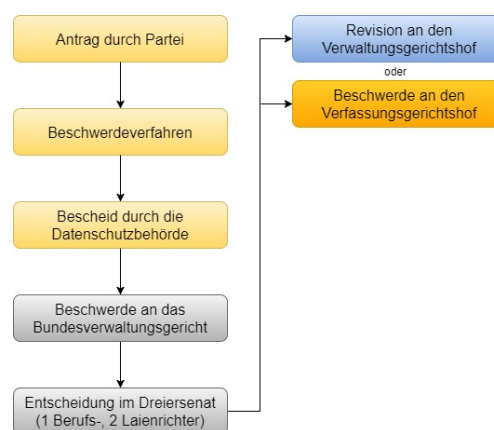 Antrag durch Partei
Beschwerdeverfahren
Bescheid durch die
Datenschutzbehörde
Beschwerde an das
Bundesverwaltungsgericht
Entscheidung im Dreiersenat
(1 Berufs-, 2 Laienrichter)
Revision an den
Verwaltungsgerichtshof
oder
Beschwerde an den
Verfassungsgerichtshof